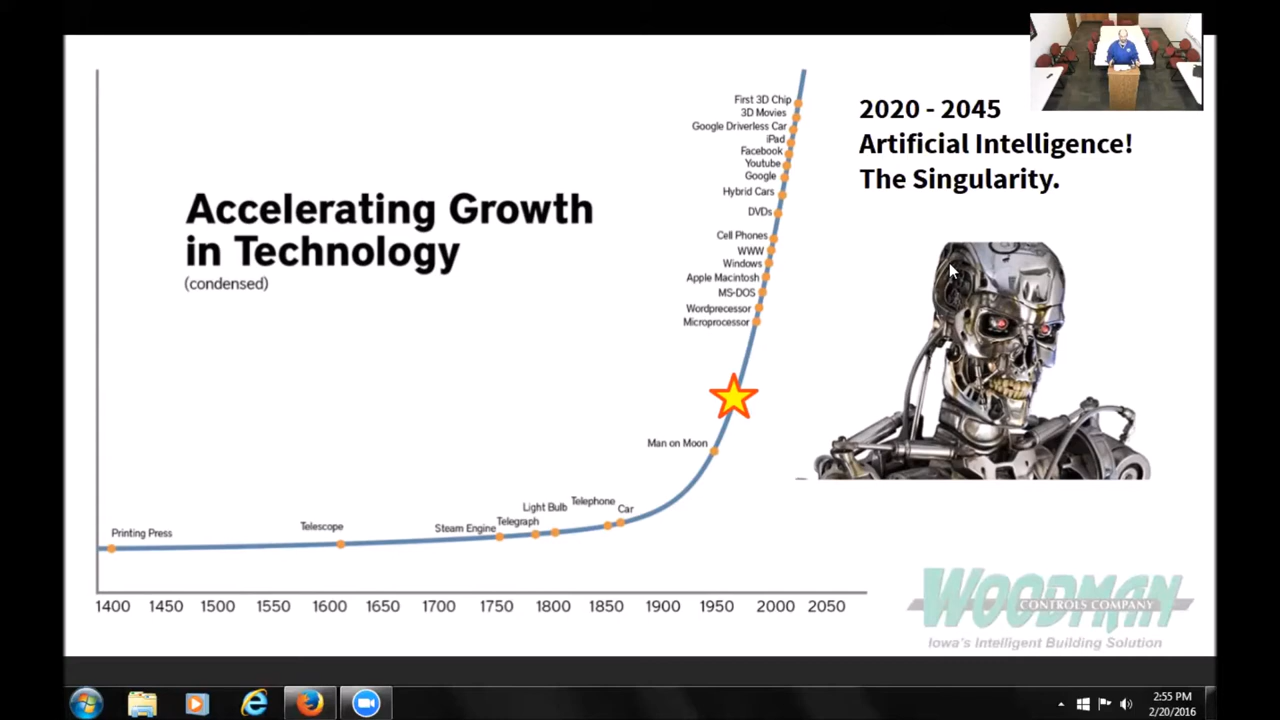 2020 - 2045
Artificial Intelligence!
The Singularity.
Accelerating Growth
in Technology
(condensed)
First 3D Chip
3D Movies
Google Driverless Car
iPad
Facebook
Youtube
Google
Hybrid Cars
DVDs
Cell Phones
WWW
Windows
Apple Macintosh
MS-DOS
Wordprecessor
Microprocessor
Man on Moon
Car
Telephone
Light Bulb
Telegraph
Steam Engine
Telescope
Printing Press
1400 1450 1500 1550 1600 1650 1700 1750 1800 1850 1900 1950 2000 2050
WOODMAN
CONTROLS COMPANY
Iowa's Intelligent Building Solution
2:55 PM
2/20/2016